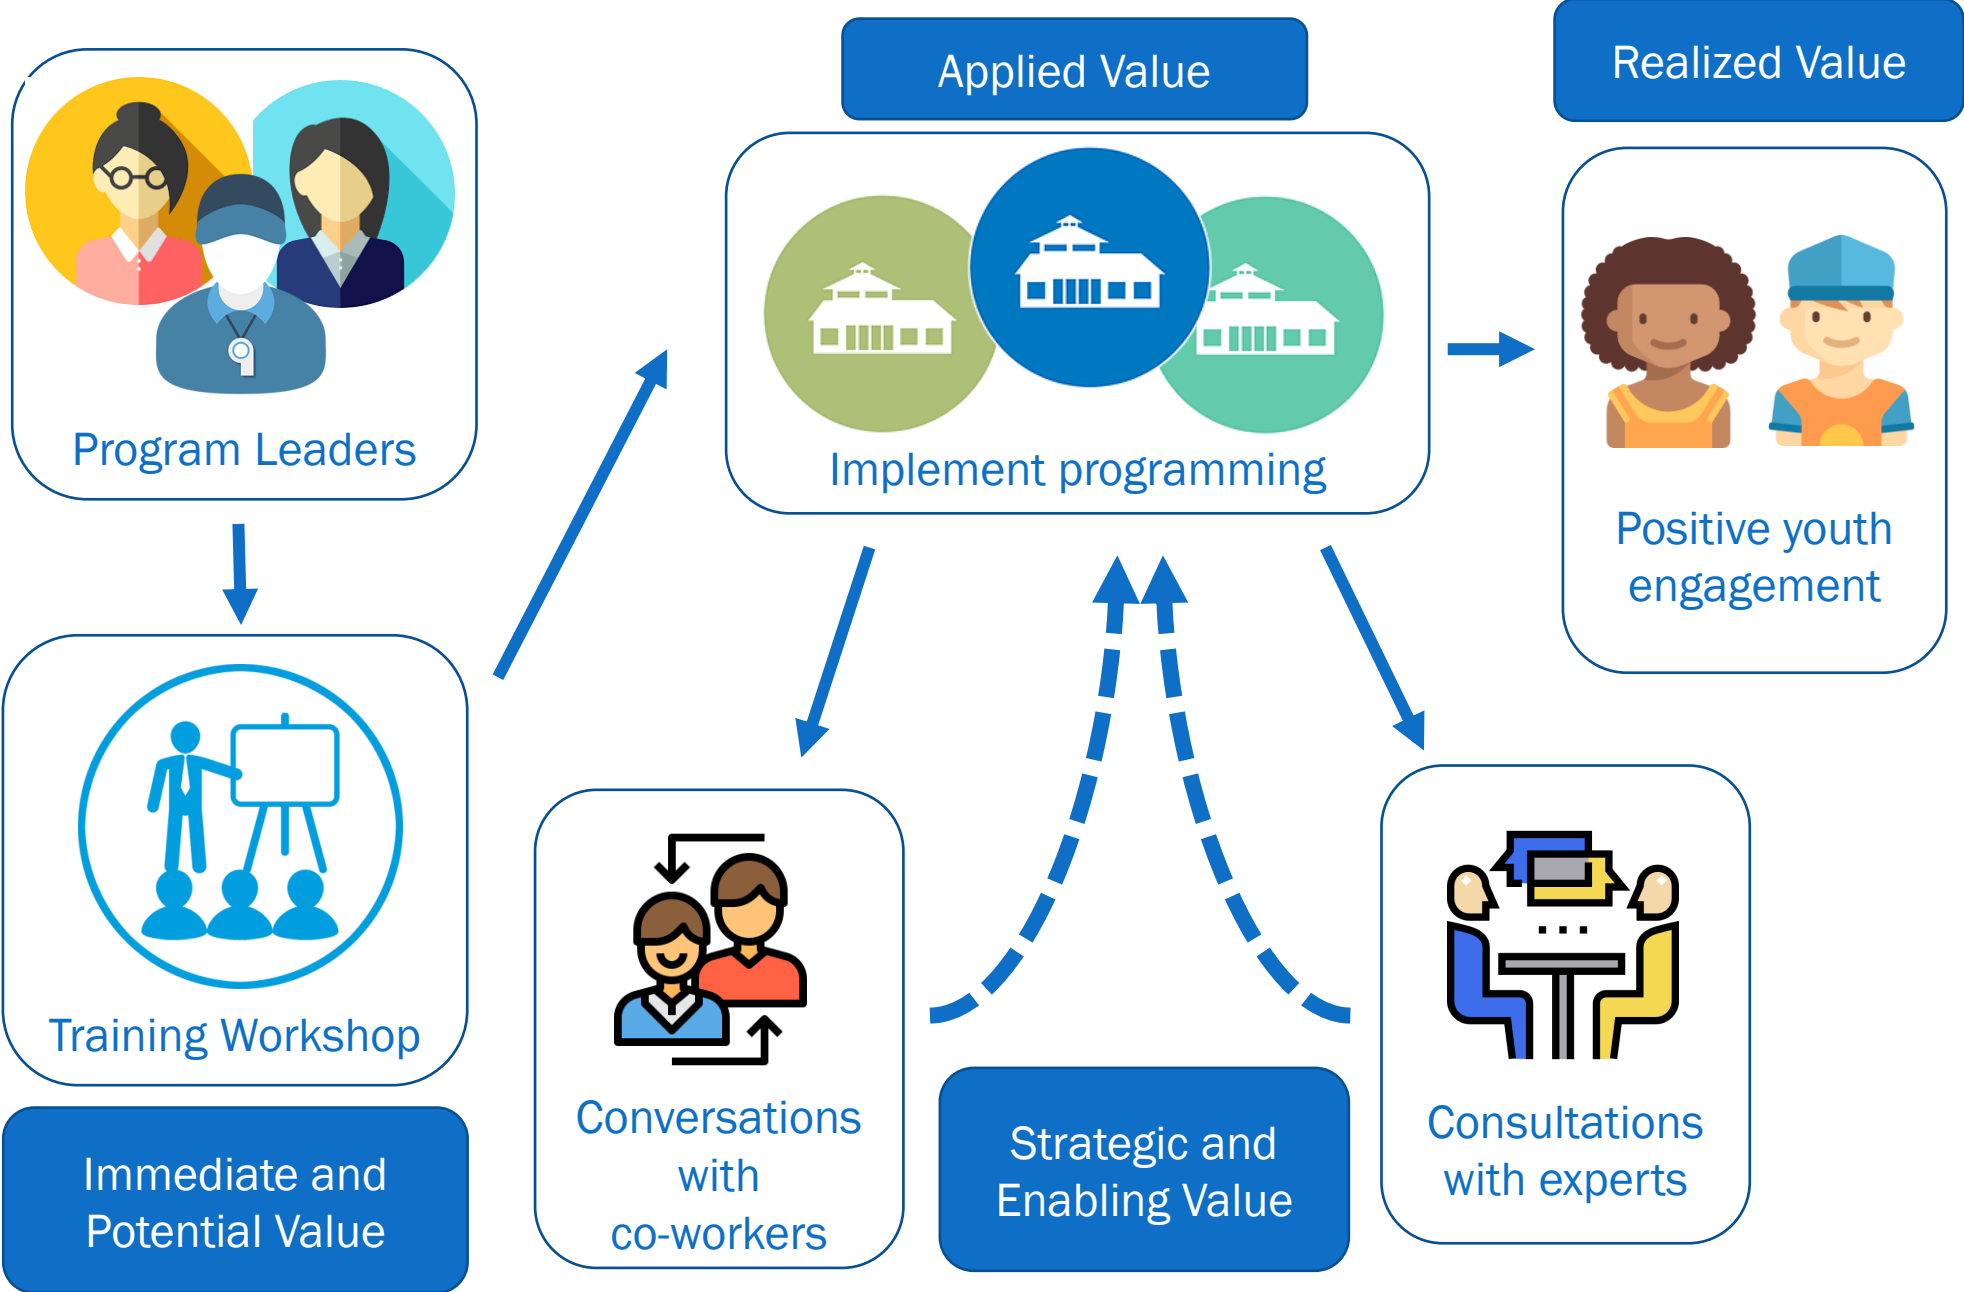 Program Leaders
Training Workshop
Immediate and
Potential Value
Applied Value
Implement programming
Conversations
with
co-workers
Strategic and
Enabling Value
Consultations
with experts
Realized Value
Positive youth
engagement